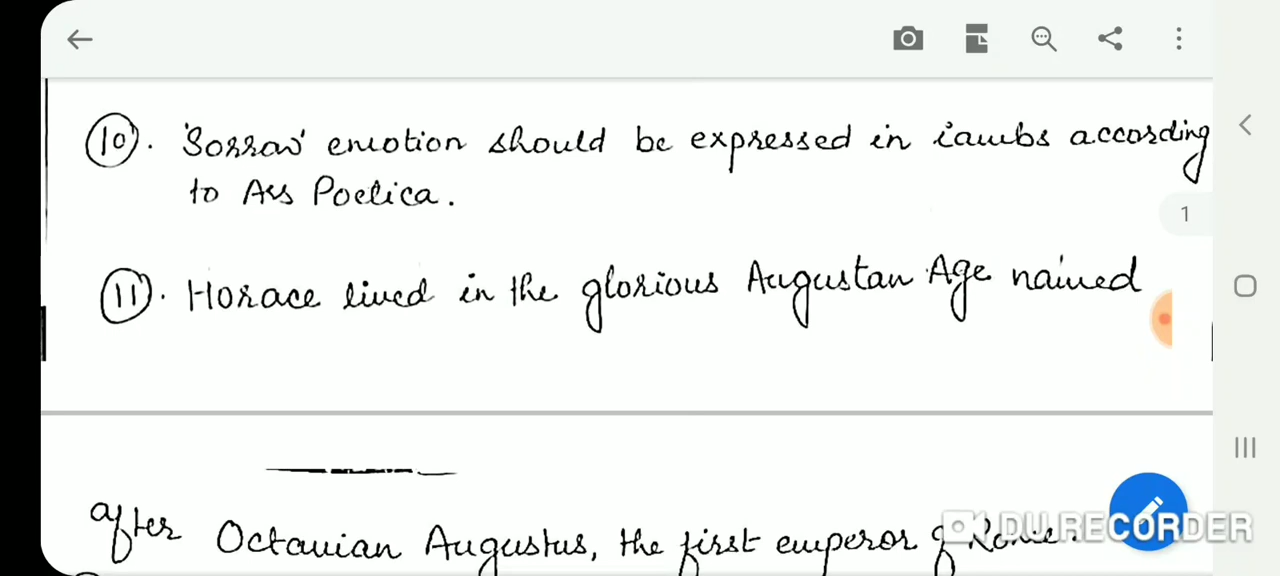 10. 'Sorrow' emotion should be expressed in iambs according
to Ars Poetica.
1
11. Horace lived in the glorious Augustan Age named
after Octavian Augustus, the first emperor of Rome.
DU RECORDER